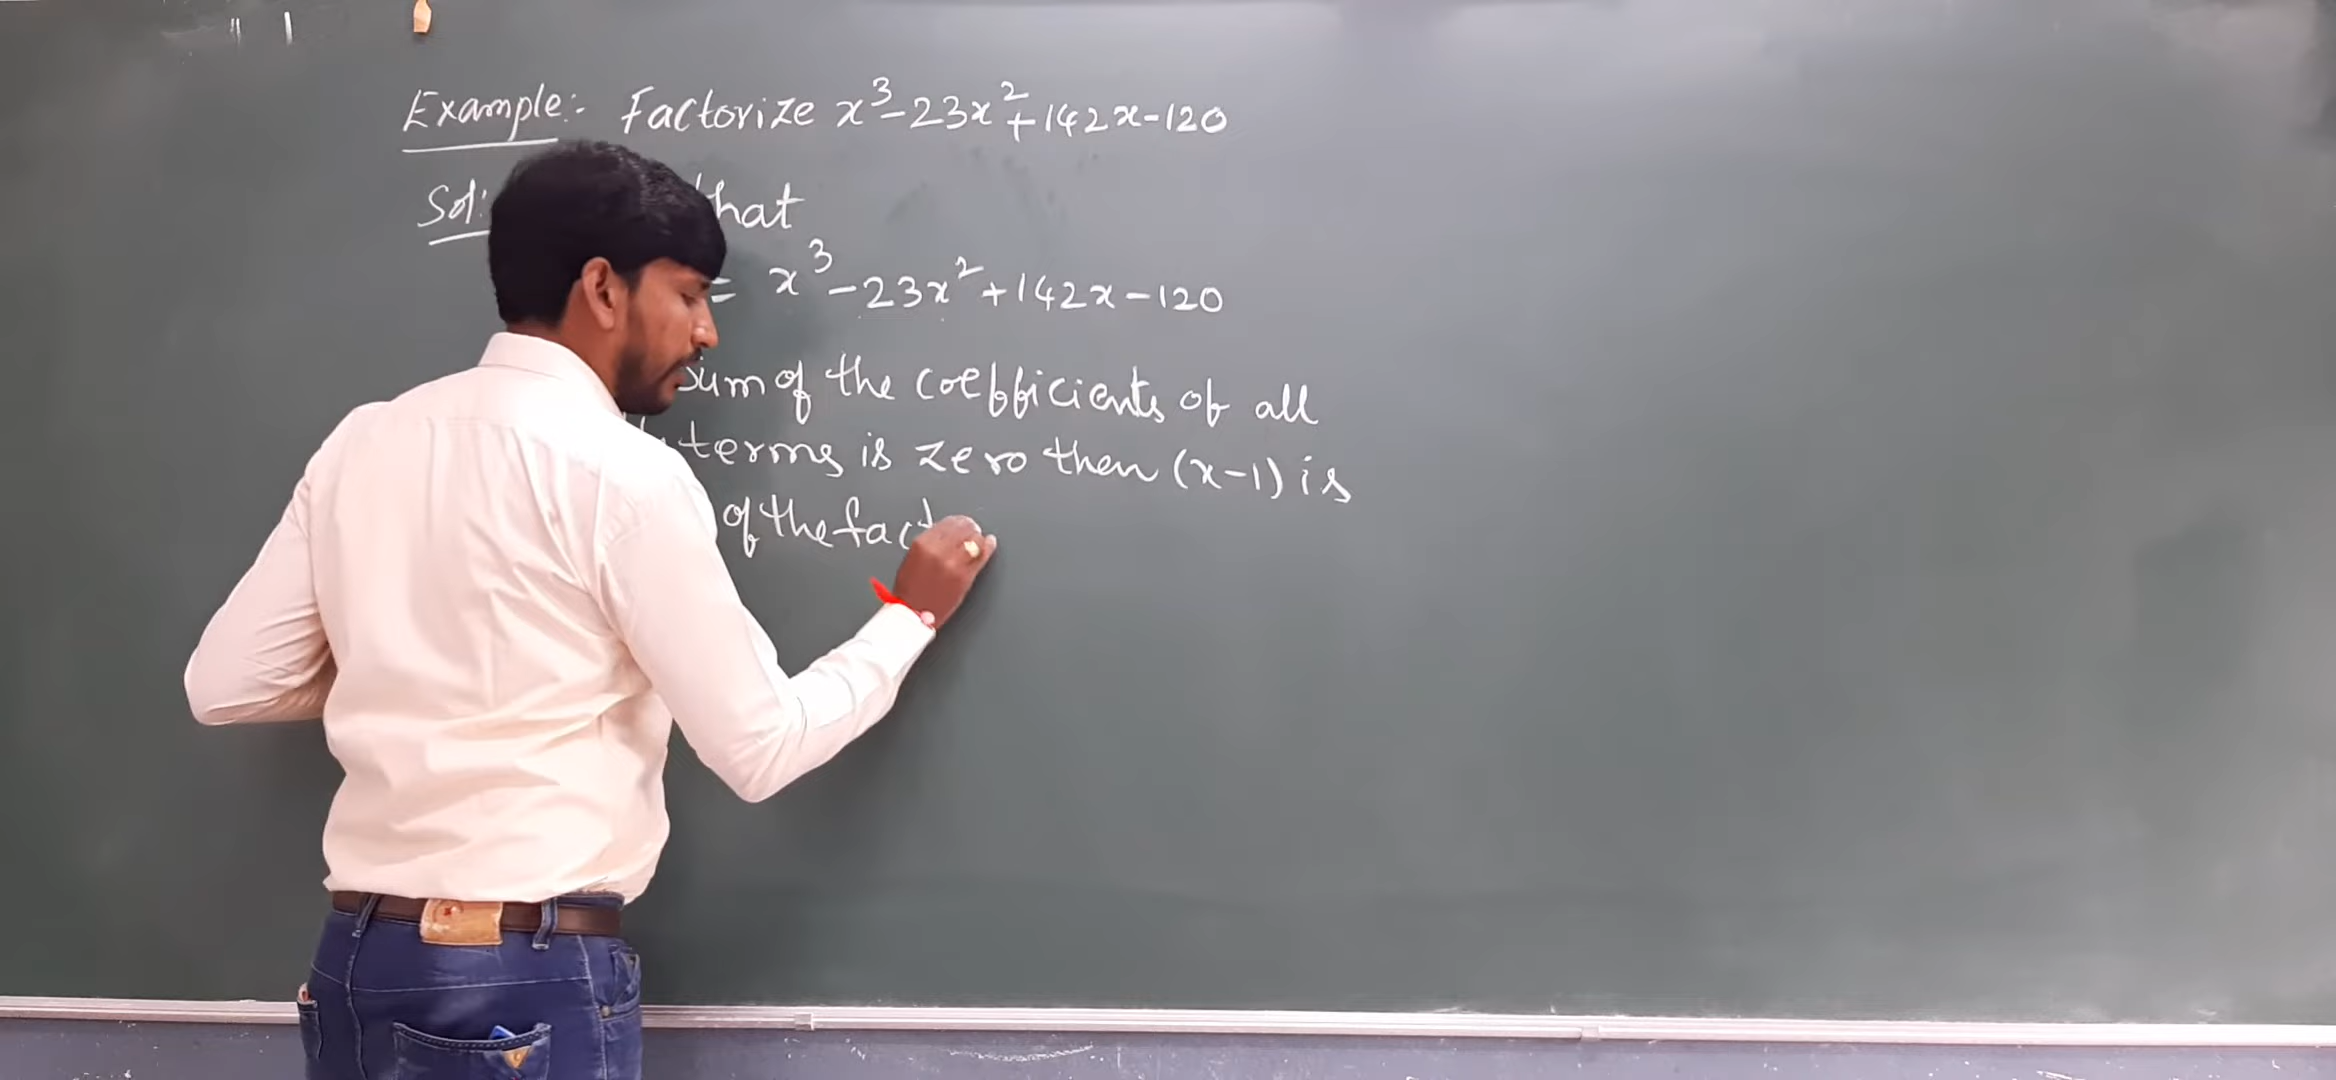 Example:- Factorize x³-23x²+142x-120
Sol: that
= x³-23x²+142x-120
sum of the coefficients of all
terms is zero then (x-1) is
of the fact